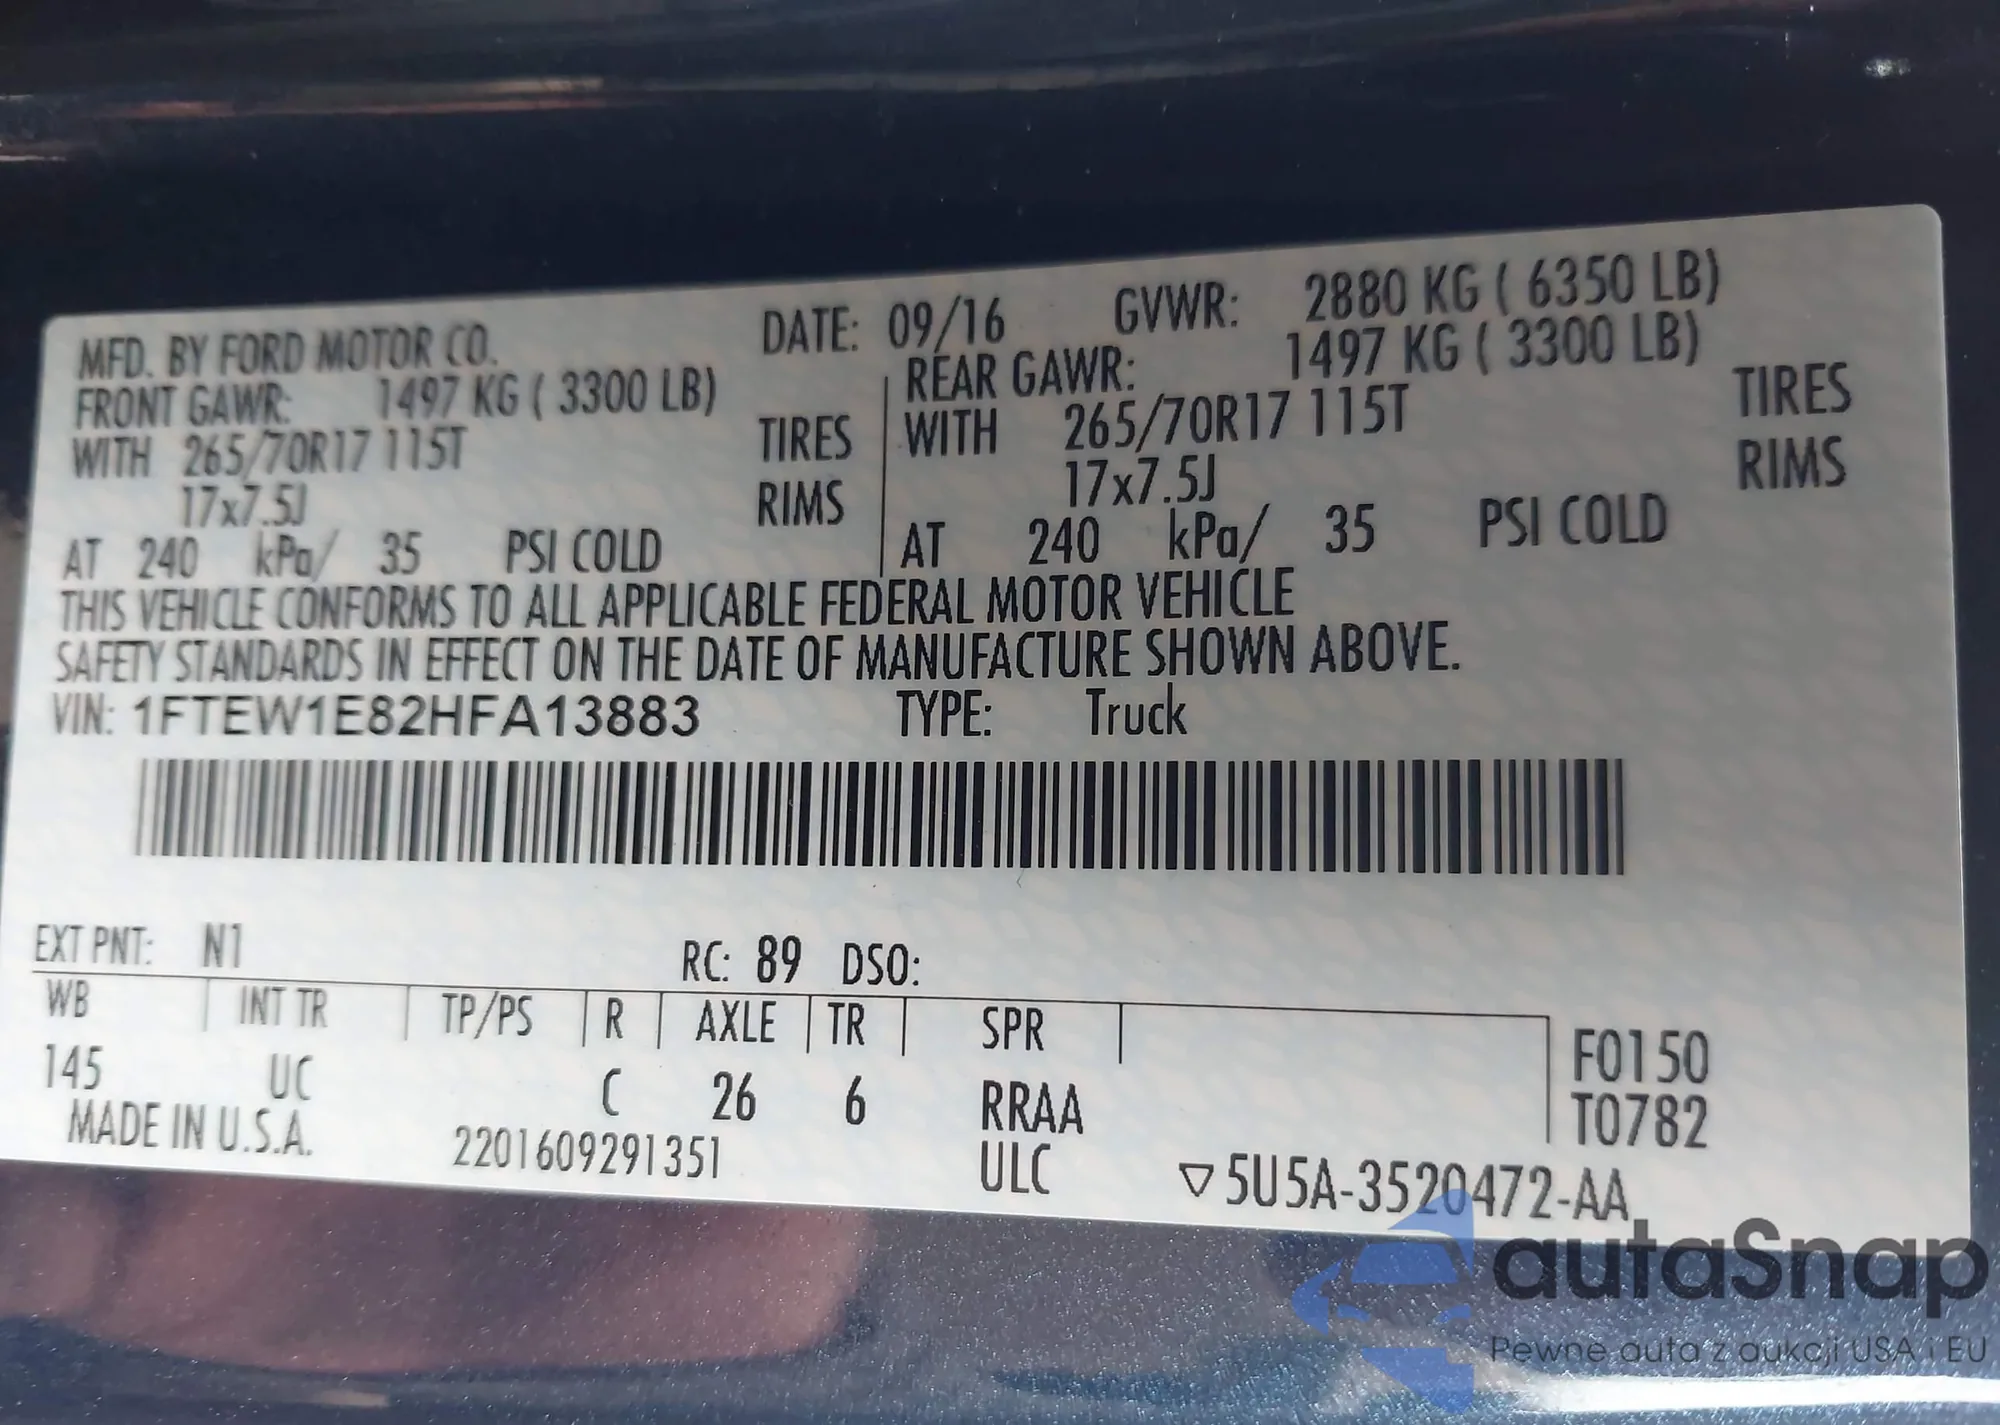 MFD. BY FORD MOTOR CO. DATE: 09/16 GVWR: 2880 KG ( 6350 LB)
FRONT GAWR: 1497 KG ( 3300 LB) REAR GAWR: 1497 KG ( 3300 LB)
WITH 265/70R17 115T TIRES WITH 265/70R17 115T TIRES
17x7.5J RIMS 17x7.5J RIMS
AT 240 kPa/ 35 PSI COLD AT 240 kPa/ 35 PSI COLD
THIS VEHICLE CONFORMS TO ALL APPLICABLE FEDERAL MOTOR VEHICLE
SAFETY STANDARDS IN EFFECT ON THE DATE OF MANUFACTURE SHOWN ABOVE.
VIN: 1FTEW1E82HFA13883 TYPE: Truck
EXT PNT: N1 RC: 89 DSO:
WB INT TR TP/PS R AXLE TR SPR F0150
145 UC C 26 6 RRAA T0782
MADE IN U.S.A. 2201609291351 ULC ▽5U5A-3520472-AA
autaSnap
Pewne auta z aukcji USA i EU